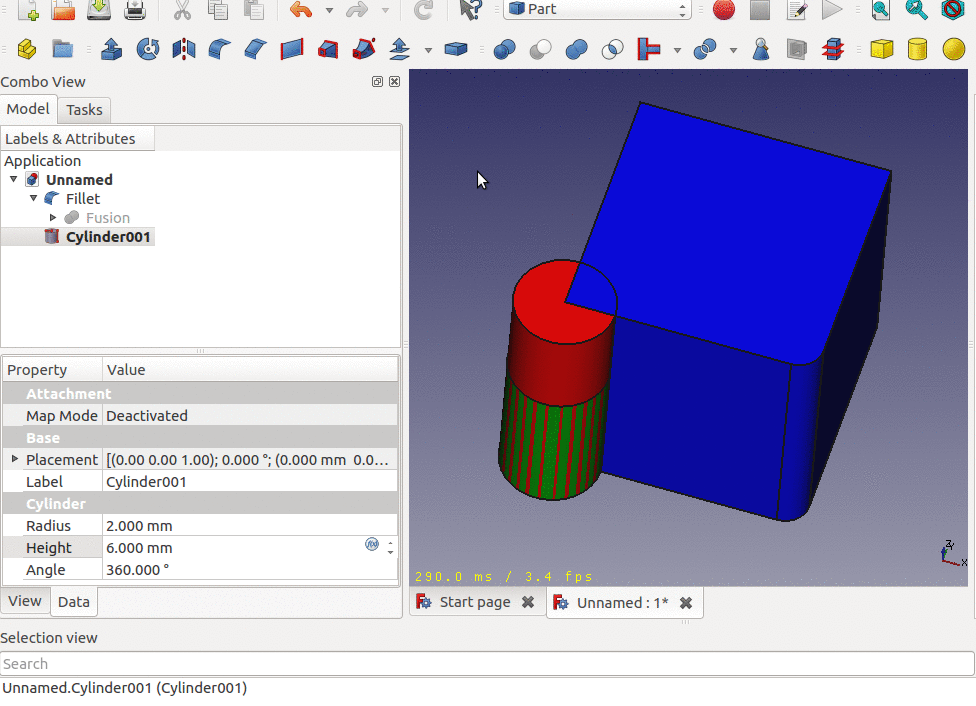 Part
Combo View
Model Tasks
Labels & Attributes
Application
Unnamed
Fillet
Fusion
Cylinder001
Property Value
Attachment
Map Mode Deactivated
Base
Placement [(0.00 0.00 1.00); 0.000 °; (0.000 mm 0.0...
Label Cylinder001
Cylinder
Radius 2.000 mm
Height 6.000 mm
Angle 360.000 °
View Data
290.0 ms / 3.4 fps
Z
Y
X
Start page Unnamed : 1*
Selection view
Search
Unnamed.Cylinder001 (Cylinder001)